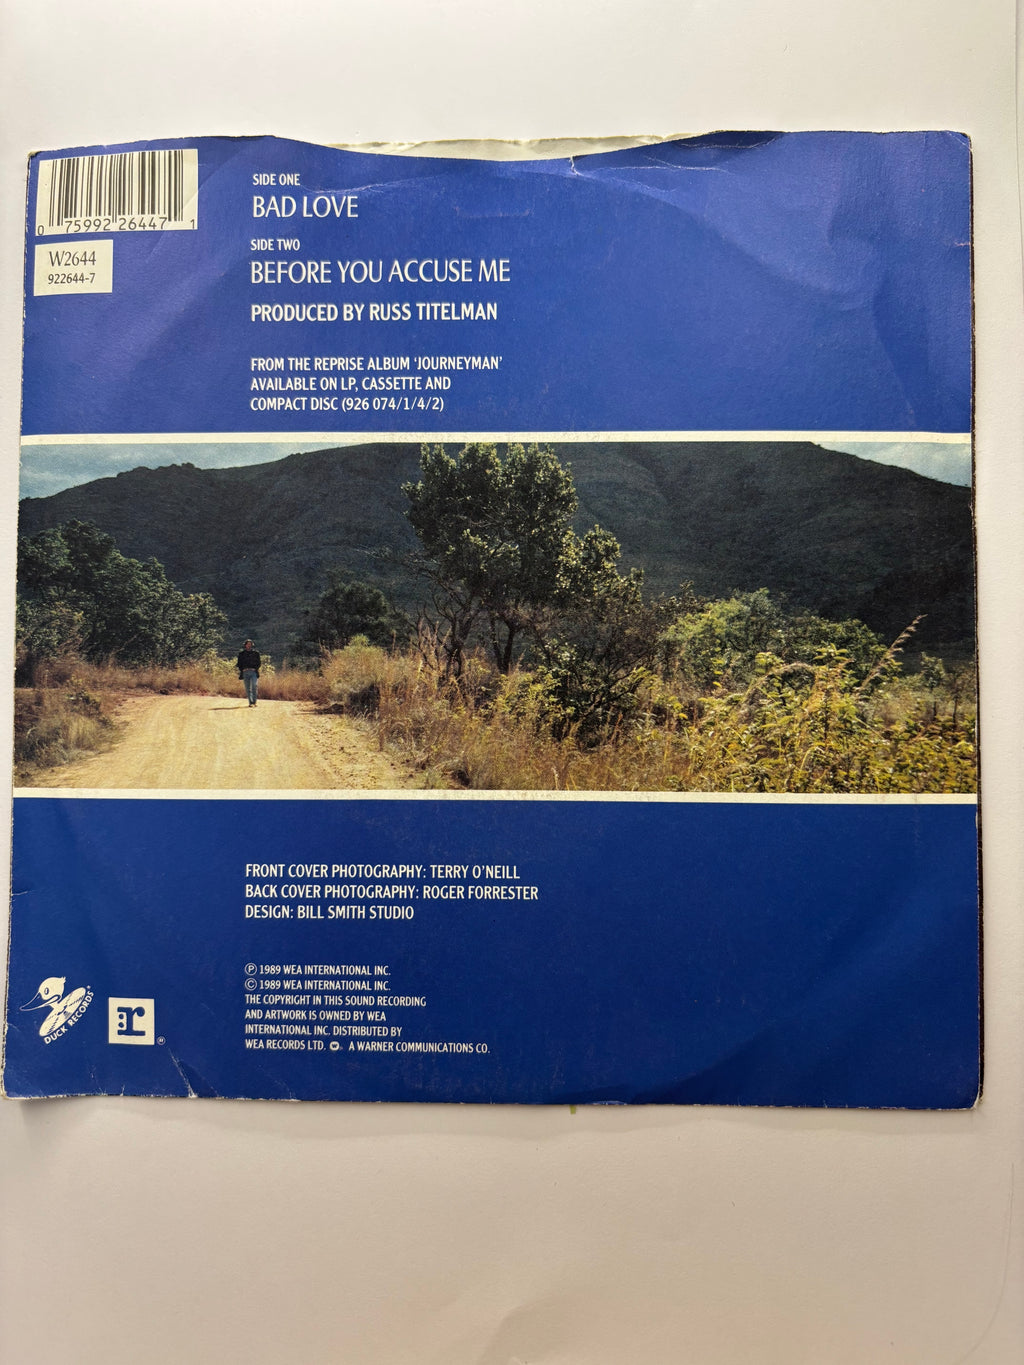 0 75992 26447 1
W2644
922644-7
SIDE ONE
BAD LOVE
SIDE TWO
BEFORE YOU ACCUSE ME
PRODUCED BY RUSS TITELMAN
FROM THE REPRISE ALBUM ‘JOURNEYMAN’
AVAILABLE ON LP, CASSETTE AND
COMPACT DISC (926 074/1/4/2)
FRONT COVER PHOTOGRAPHY: TERRY O’NEILL
BACK COVER PHOTOGRAPHY: ROGER FORRESTER
DESIGN: BILL SMITH STUDIO
℗ 1989 WEA INTERNATIONAL INC.
© 1989 WEA INTERNATIONAL INC.
THE COPYRIGHT IN THIS SOUND RECORDING
AND ARTWORK IS OWNED BY WEA
INTERNATIONAL INC. DISTRIBUTED BY
WEA RECORDS LTD. A WARNER COMMUNICATIONS CO.
DUCK RECORDS
:r ®